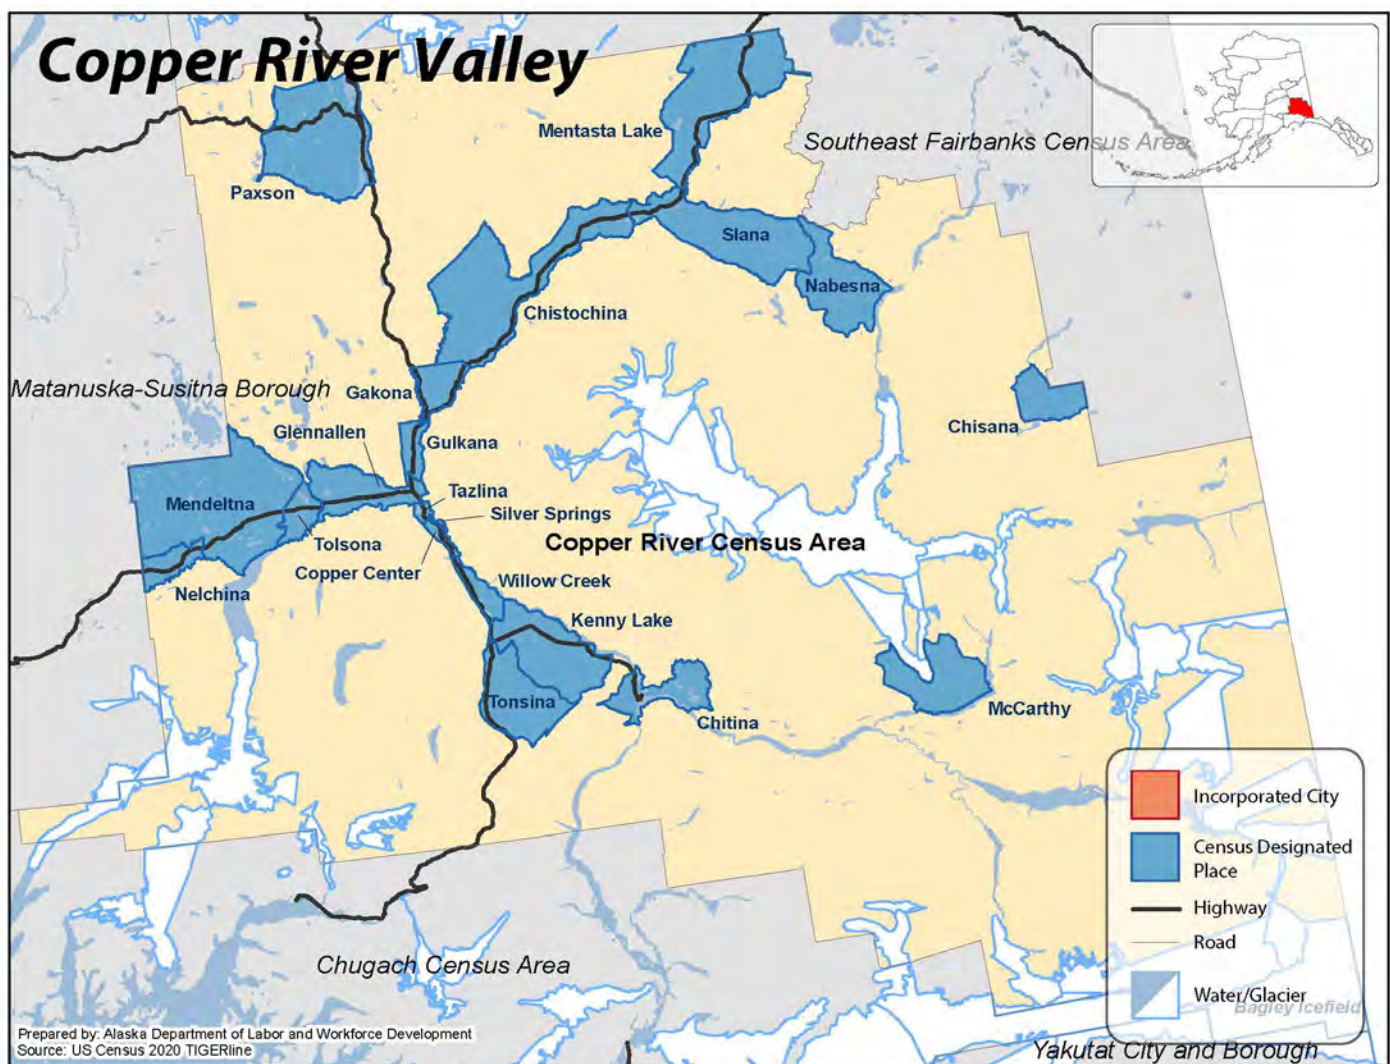 Copper River Valley
Mentasta Lake
Southeast Fairbanks Census Area
Paxson
Slana
Nabesna
Chistochina
Matanuska-Susitna Borough
Gakona
Chisana
Glennallen
Gulkana
Mendeltna
Tazlina
Silver Springs
Tolsona
Copper River Census Area
Copper Center
Willow Creek
Nelchina
Kenny Lake
Tonsina
Chitina
McCarthy
Incorporated City
Census Designated
Place
Highway
Road
Water/Glacier
Bagley Icefield
Chugach Census Area
Prepared by: Alaska Department of Labor and Workforce Development
Source: US Census 2020 TIGERline
Yakutat City and Borough